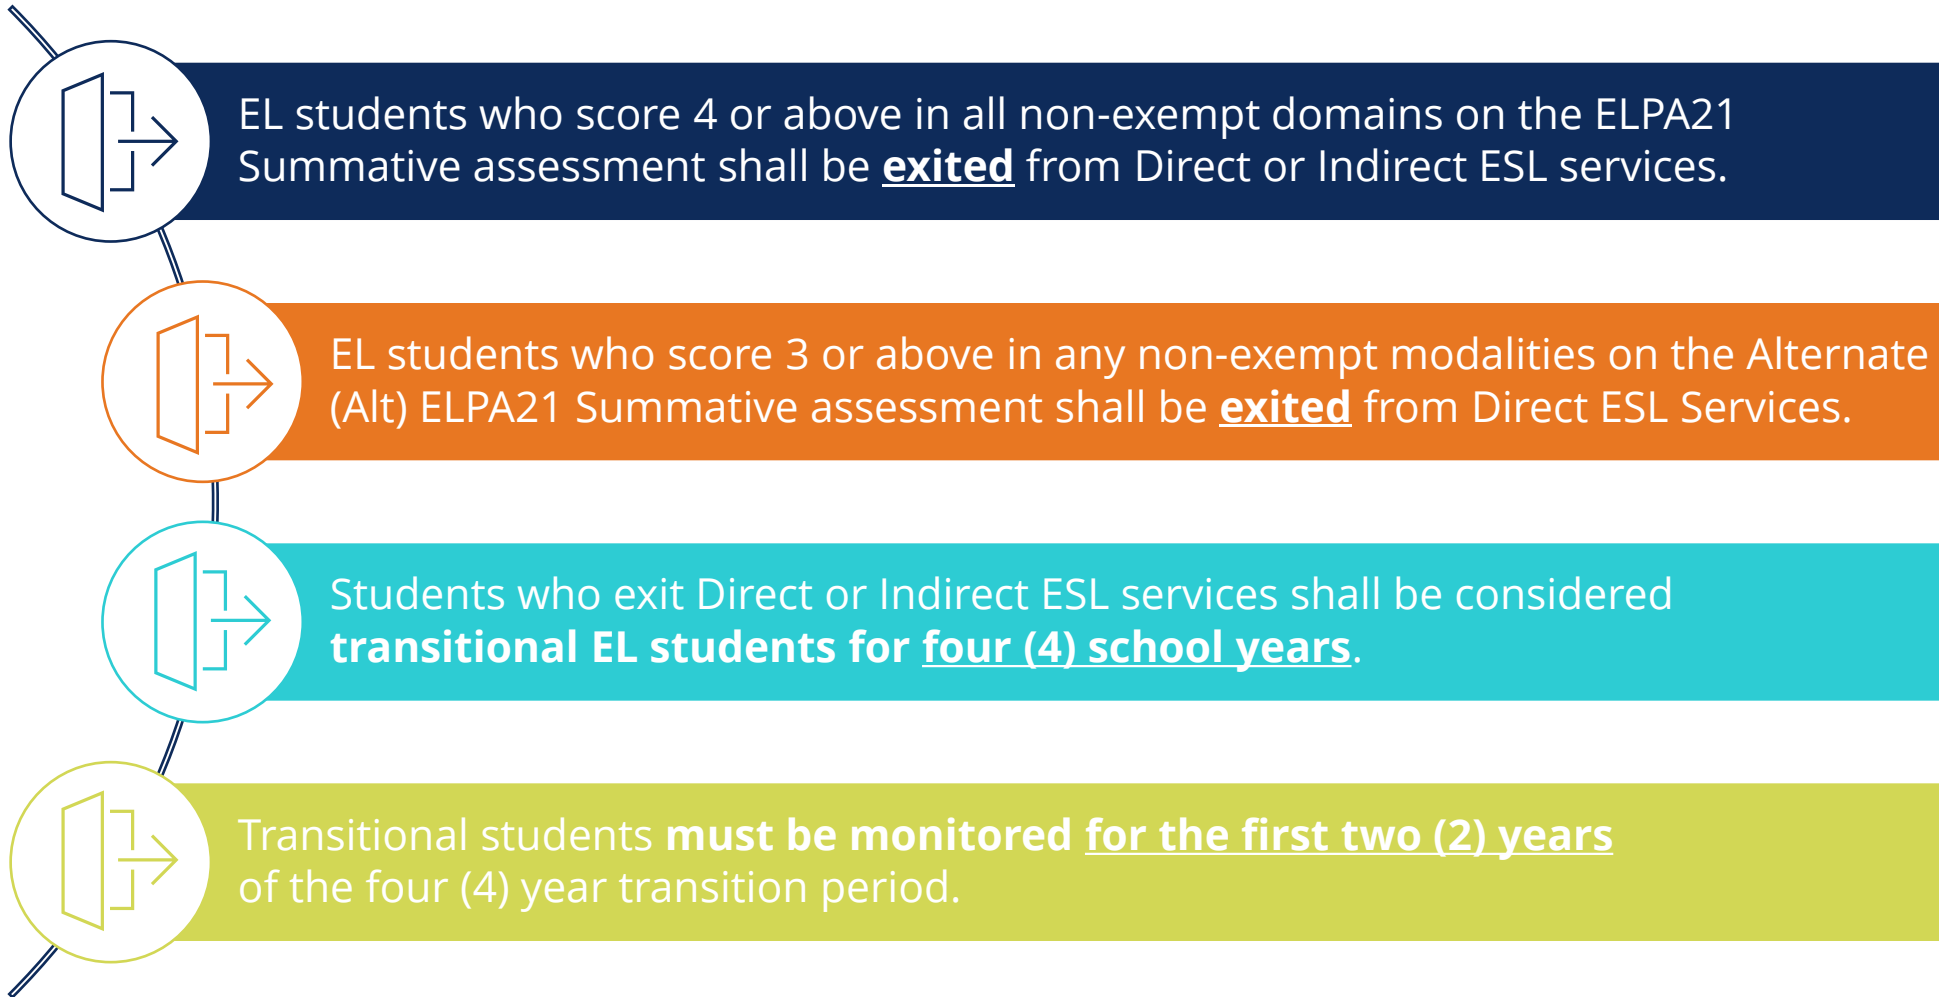 EL students who score 4 or above in all non-exempt domains on the ELPA21
Summative assessment shall be exited from Direct or Indirect ESL services.
EL students who score 3 or above in any non-exempt modalities on the Alternate
(Alt) ELPA21 Summative assessment shall be exited from Direct ESL Services.
Students who exit Direct or Indirect ESL services shall be considered
transitional EL students for four (4) school years.
Transitional students must be monitored for the first two (2) years
of the four (4) year transition period.